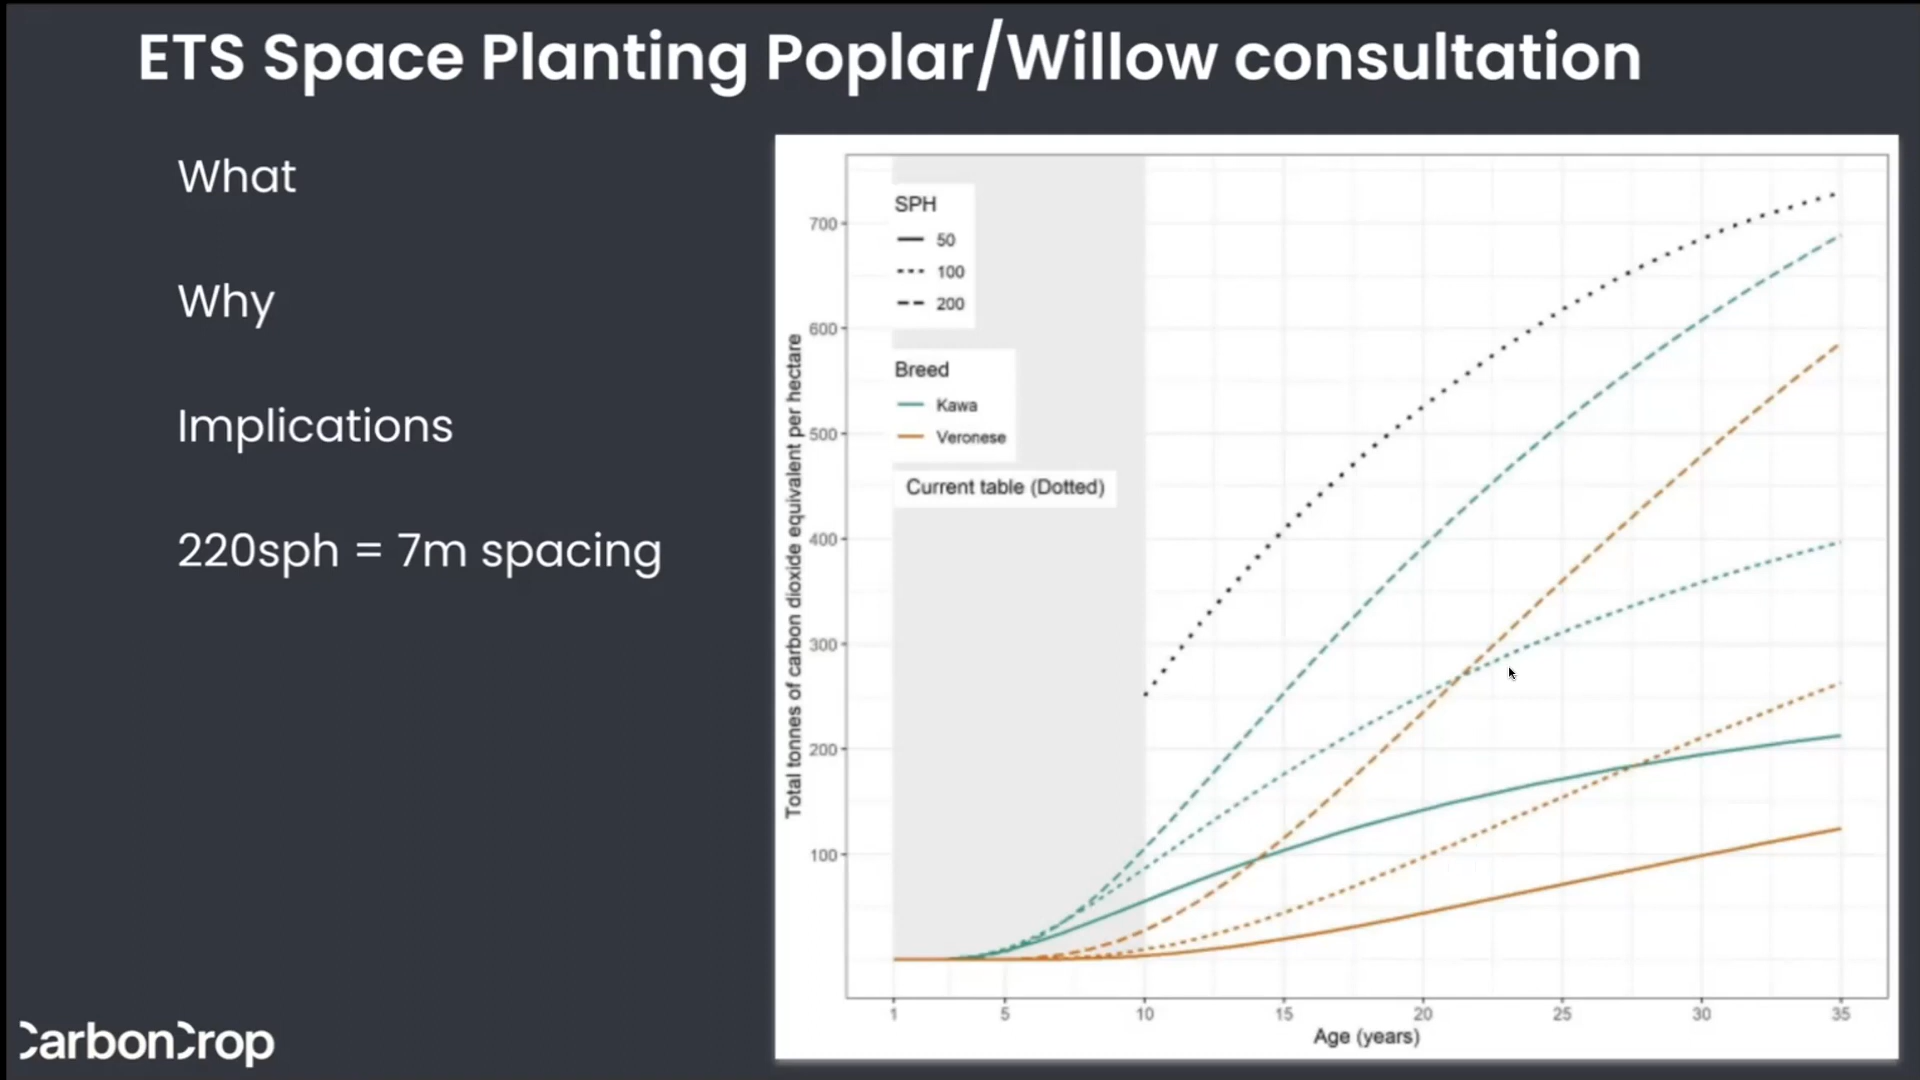 ETS Space Planting Poplar/Willow consultation
What
Why
Implications
220sph = 7m spacing
CarbonCrop
Total tonnes of carbon dioxide equivalent per hectare
700
600
500
400
300
200
100
SPH
50
100
200
Breed
Kawa
Veronese
Current table (Dotted)
1
5
10
15
20
25
30
35
Age (years)